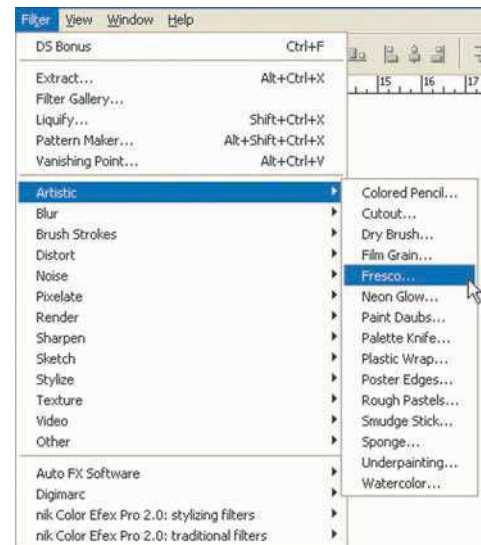 Filter View Window Help
DS Bonus Ctrl+F
Extract... Alt+Ctrl+X
Filter Gallery...
Liquify... Shift+Ctrl+X
Pattern Maker... Alt+Shift+Ctrl+X
Vanishing Point... Alt+Ctrl+V
15 16 17
Artistic
Blur
Brush Strokes
Distort
Noise
Pixelate
Render
Sharpen
Sketch
Stylize
Texture
Video
Other
Auto FX Software
Digimarc
nik Color Efex Pro 2.0: stylizing filters
nik Color Efex Pro 2.0: traditional filters
Colored Pencil...
Cutout...
Dry Brush...
Film Grain...
Fresco...
Neon Glow...
Paint Daubs...
Palette Knife...
Plastic Wrap...
Poster Edges...
Rough Pastels...
Smudge Stick...
Sponge...
Underpainting...
Watercolor...